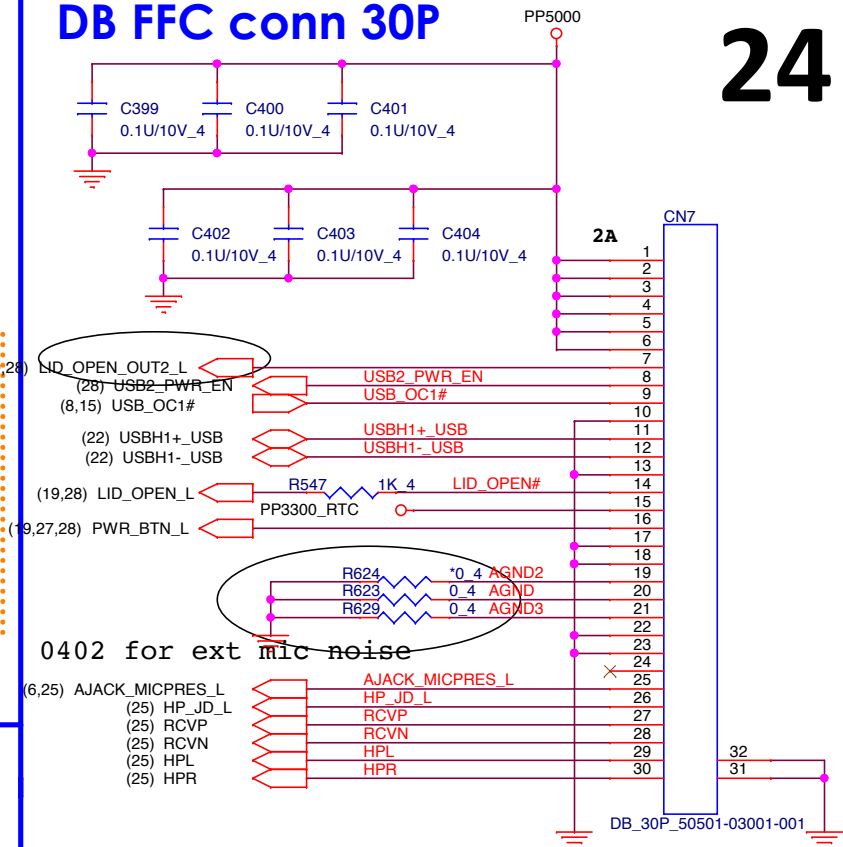 DB FFC conn 30P
PP5000
24
C399
0.1U/10V_4
C400
0.1U/10V_4
C401
0.1U/10V_4
C402
0.1U/10V_4
C403
0.1U/10V_4
C404
0.1U/10V_4
2A
CN7
1
2
3
4
5
6
7
8
9
10
11
12
13
14
15
16
17
18
19
20
21
22
23
24
25
26
27
28
29
30
32
31
,28) LID_OPEN_OUT2_L
(28) USB2_PWR_EN
USB2_PWR_EN
(8,15) USB_OC1#
USB_OC1#
(22) USBH1+_USB
USBH1+_USB
(22) USBH1-_USB
USBH1-_USB
(19,28) LID_OPEN_L
R547
1K_4
LID_OPEN#
PP3300_RTC
(19,27,28) PWR_BTN_L
R624
*0_4 AGND2
R623
0_4 AGND
R629
0_4 AGND3
0402 for ext mic noise
(6,25) AJACK_MICPRES_L
AJACK_MICPRES_L
(25) HP_JD_L
HP_JD_L
(25) RCVP
RCVP
(25) RCVN
RCVN
(25) HPL
HPL
(25) HPR
HPR
DB_30P_50501-03001-001